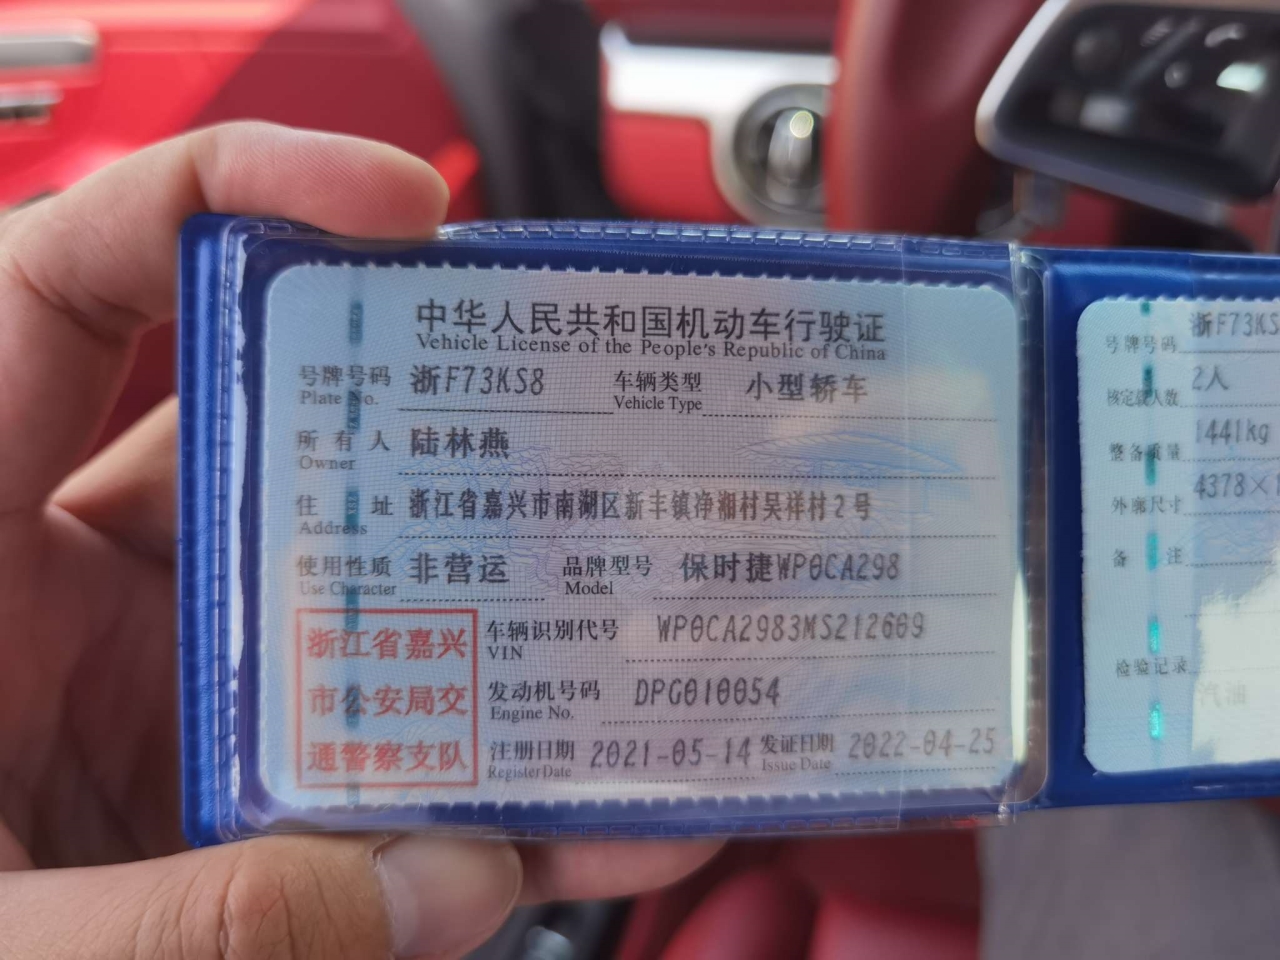 中华人民共和国机动车行驶证
Vehicle License of the People's Republic of China
号牌号码 浙F73KS8 车辆类型 小型轿车
Plate No. Vehicle Type
所有人 陆林燕
Owner
住址 浙江省嘉兴市南湖区新丰镇净湘村吴祥村2号
Address
使用性质 非营运 品牌型号 保时捷WP0CA298
Use Character Model
浙江省嘉兴
市公安局交
通警察支队
车辆识别代号 WP0CA2983MS212609
VIN
发动机号码 DPG010054
Engine No.
注册日期 2021-05-14 发证日期 2022-04-25
Register Date Issue Date
号牌号码 浙F73KS
核定载人数 2人
整备质量 1441kg
外廓尺寸 4378×
备注
检验记录
汽油